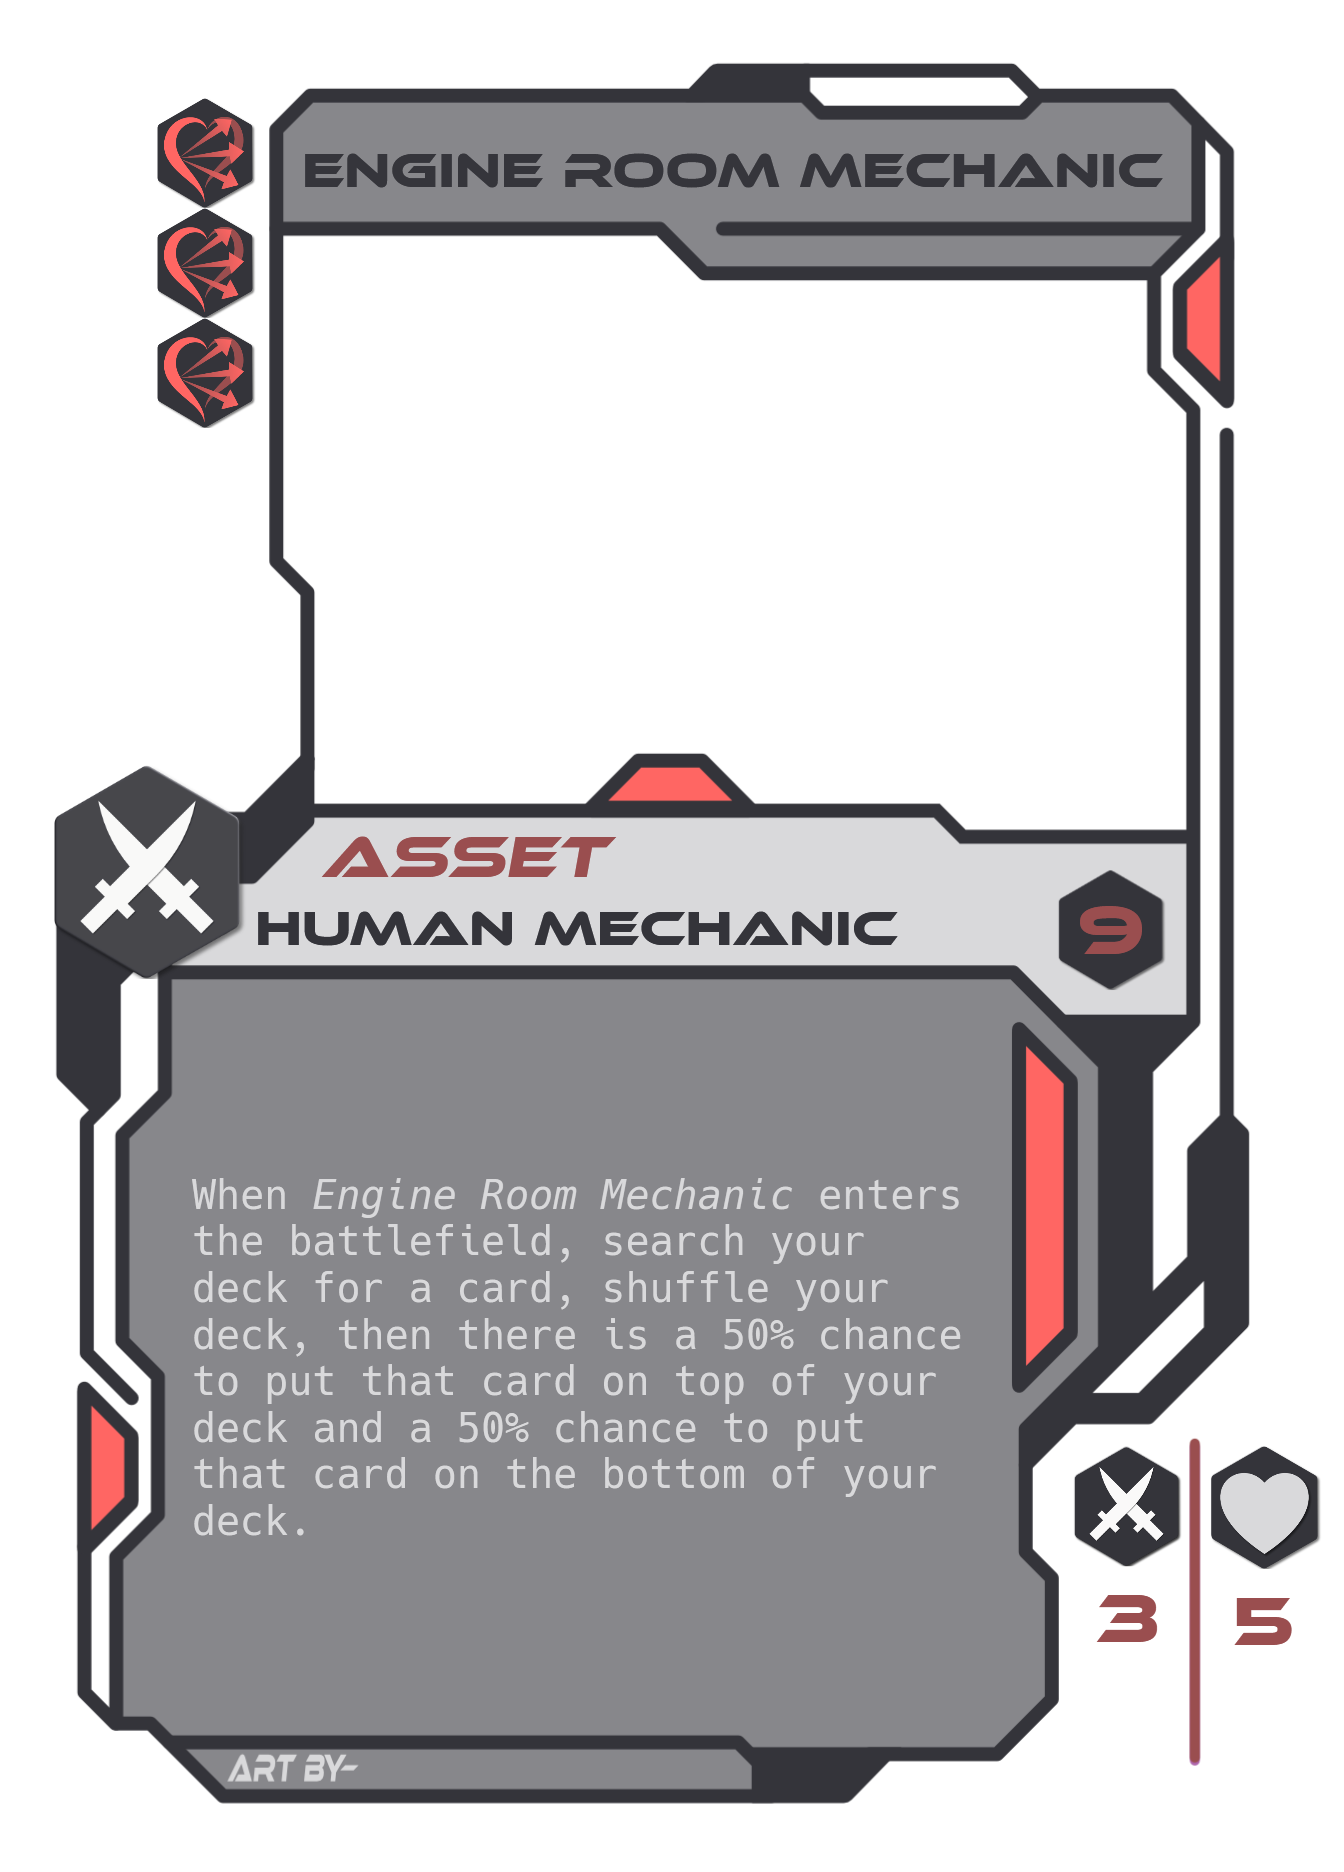 ENGINE ROOM MECHANIC
ASSET
HUMAN MECHANIC
9
When Engine Room Mechanic enters
the battlefield, search your
deck for a card, shuffle your
deck, then there is a 50% chance
to put that card on top of your
deck and a 50% chance to put
that card on the bottom of your
deck.
3
5
ART BY-